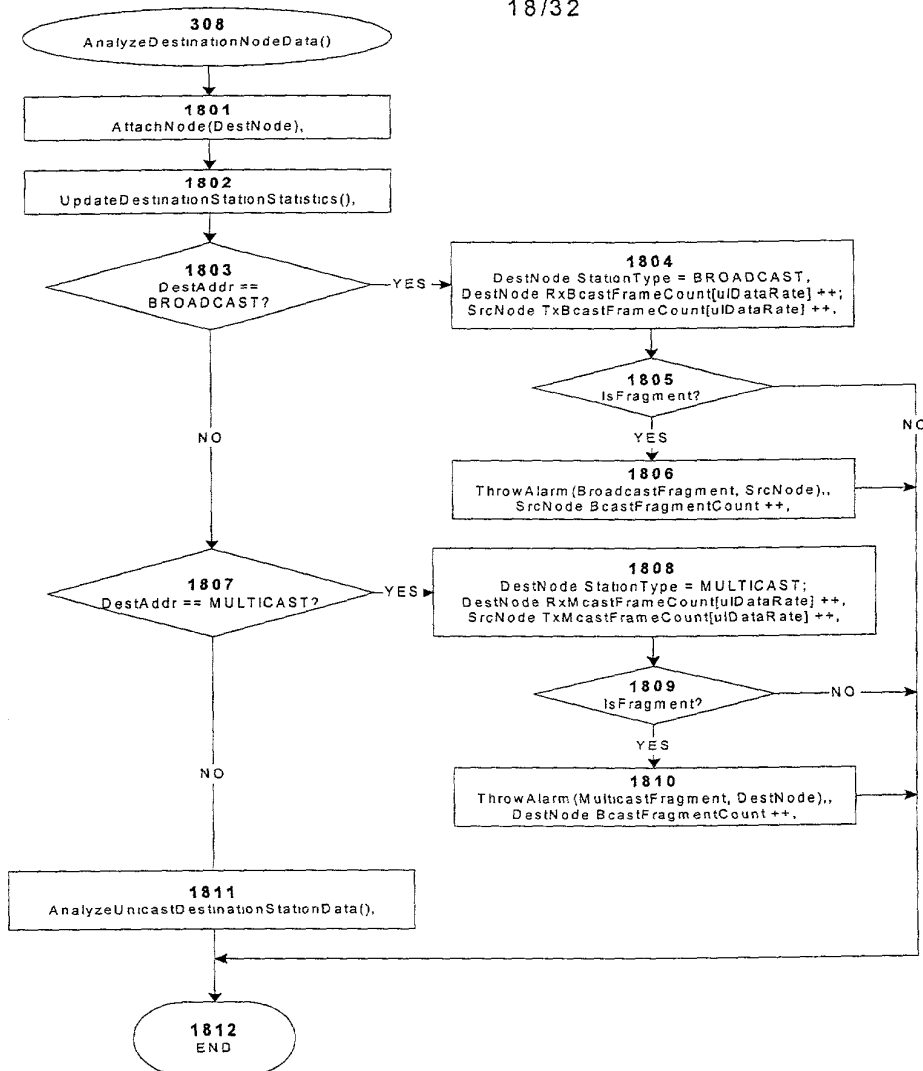 18/32
308
AnalyzeDestinationNodeData()
1801
AttachNode(DestNode),
1802
UpdateDestinationStationStatistics(),
1803
DestAddr ==
BROADCAST?
YES
1804
DestNode StationType = BROADCAST,
DestNode RxBcastFrameCount[ulDataRate] ++;
SrcNode TxBcastFrameCount[ulDataRate] ++,
1805
IsFragment?
NO
YES
NO
1806
ThrowAlarm(BroadcastFragment, SrcNode),,
SrcNode BcastFragmentCount ++,
1807
DestAddr == MULTICAST?
YES
1808
DestNode StationType = MULTICAST;
DestNode RxMcastFrameCount[ulDataRate] ++,
SrcNode TxMcastFrameCount[ulDataRate] ++,
1809
IsFragment?
NO
YES
NO
1810
ThrowAlarm(MulticastFragment, DestNode),,
DestNode BcastFragmentCount ++,
1811
AnalyzeUnicastDestinationStationData(),
1812
END